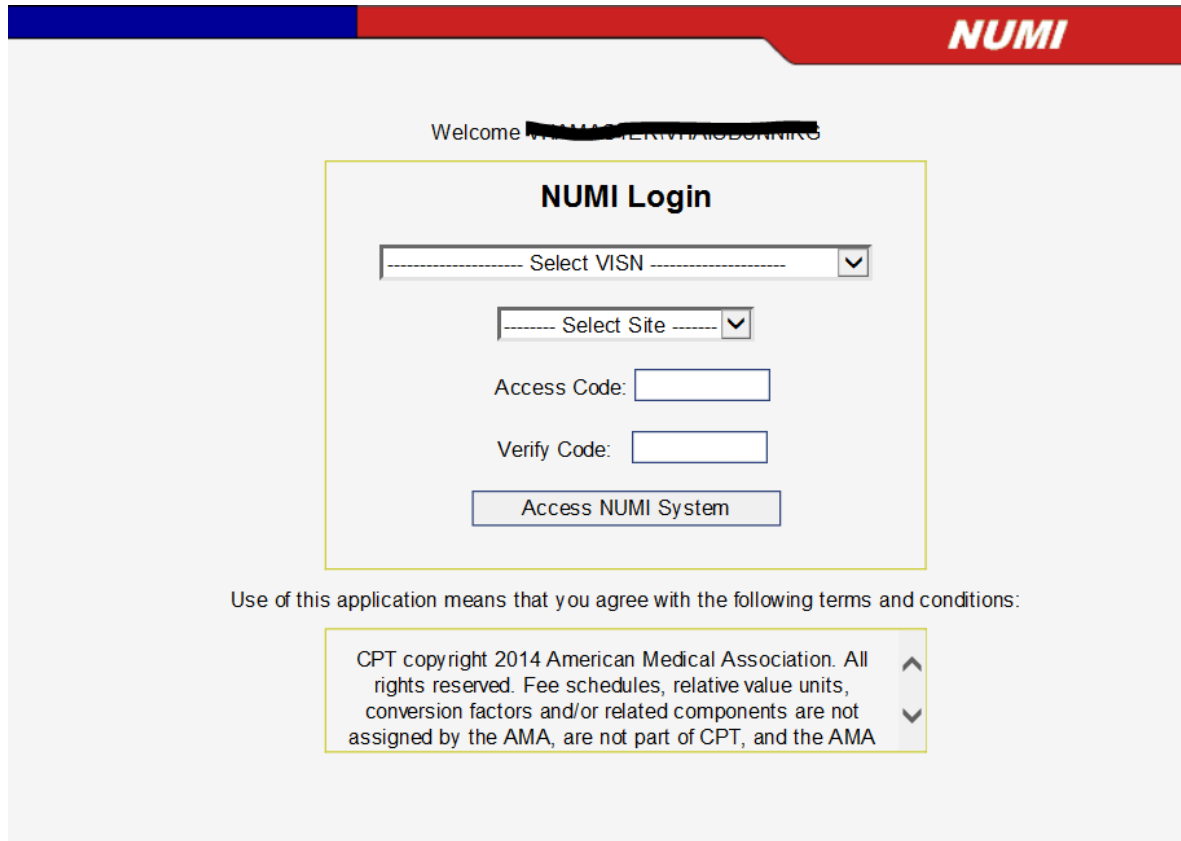 NUMI
Welcome
NUMI Login
--------------------- Select VISN ---------------------
-------- Select Site -------
Access Code:
Verify Code:
Access NUMI System
Use of this application means that you agree with the following terms and conditions:
CPT copyright 2014 American Medical Association. All
rights reserved. Fee schedules, relative value units,
conversion factors and/or related components are not
assigned by the AMA, are not part of CPT, and the AMA